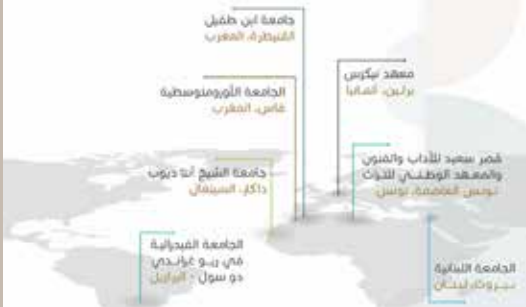 جامعة ابن طفيل
القنيطرة، المغرب
معهد نيكرس
برلين، ألمانيا
الجامعة الأورومتوسطية
فاس، المغرب
قصر سعيد للآداب والفنون
والمعهد الوطني للتراث
تونس العاصمة، تونس
جامعة الشيخ أنتا ديوب
داكار، السينغال
الجامعة الفيدرالية
في ريو غراندي
دو سول - البرازيل
الجامعة اللبنانية
بيروت، لبنان